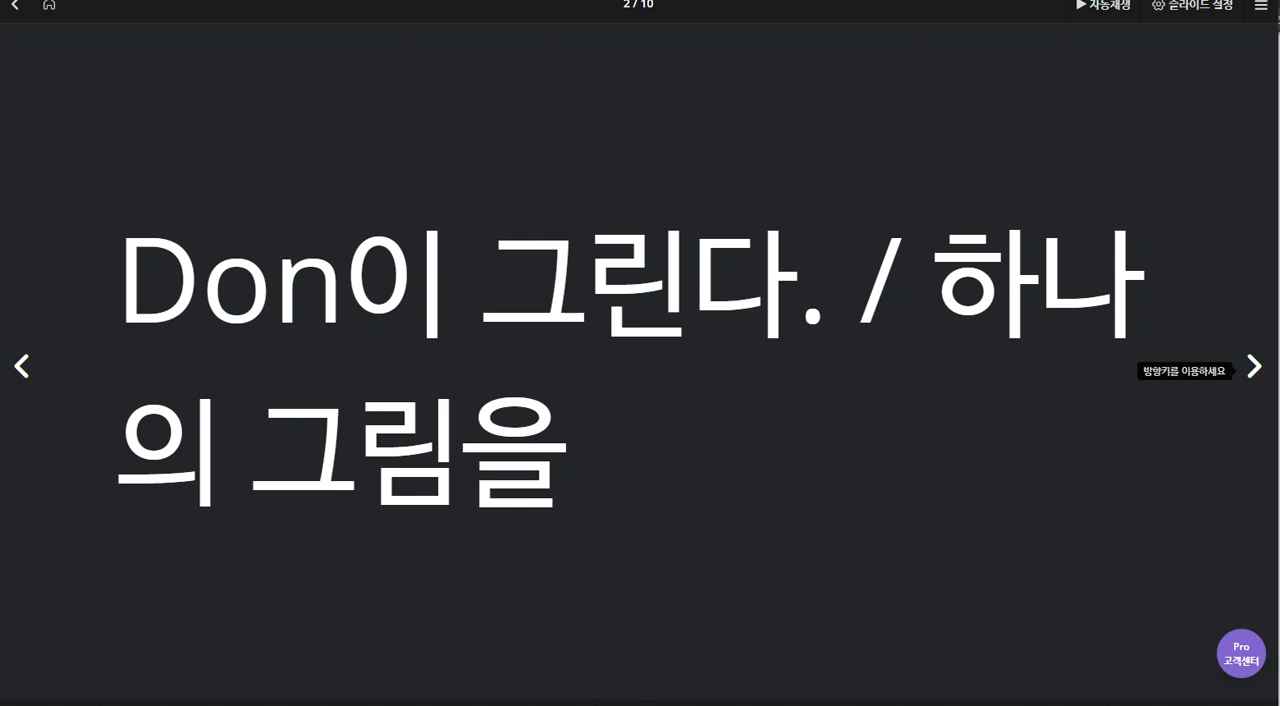 2 / 10
자동재생
슬라이드 설정
Don이 그린다. / 하나
의 그림을
방향키를 이용하세요
Pro
고객센터